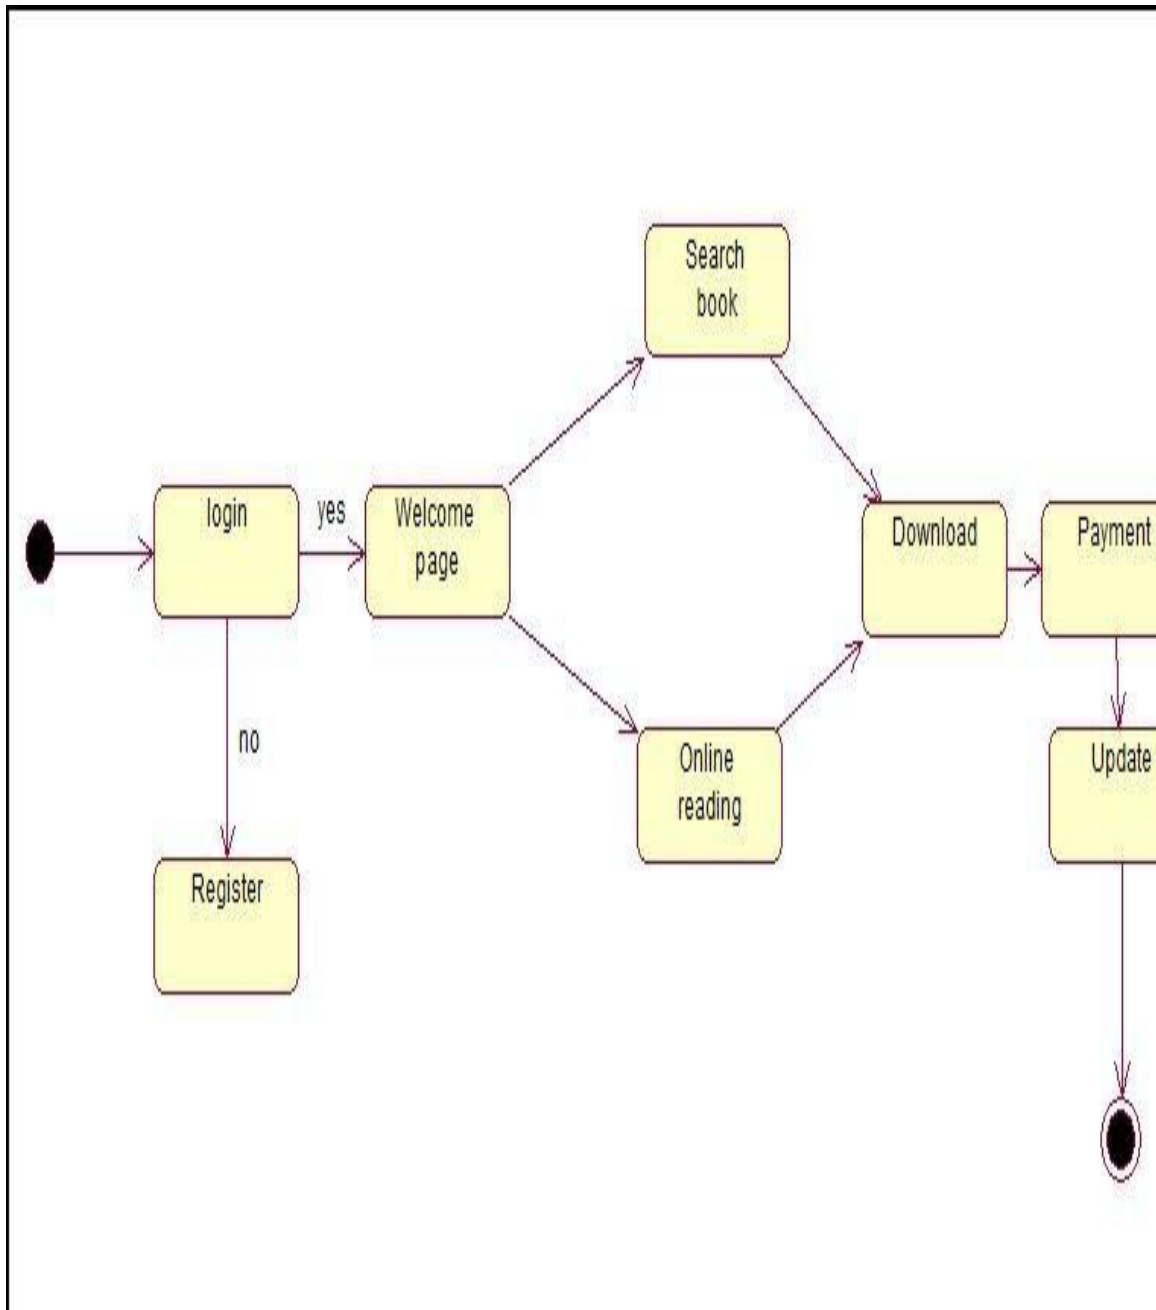 Search
book
login
yes
Welcome
page
Download
Payment
no
Online
reading
Update
Register